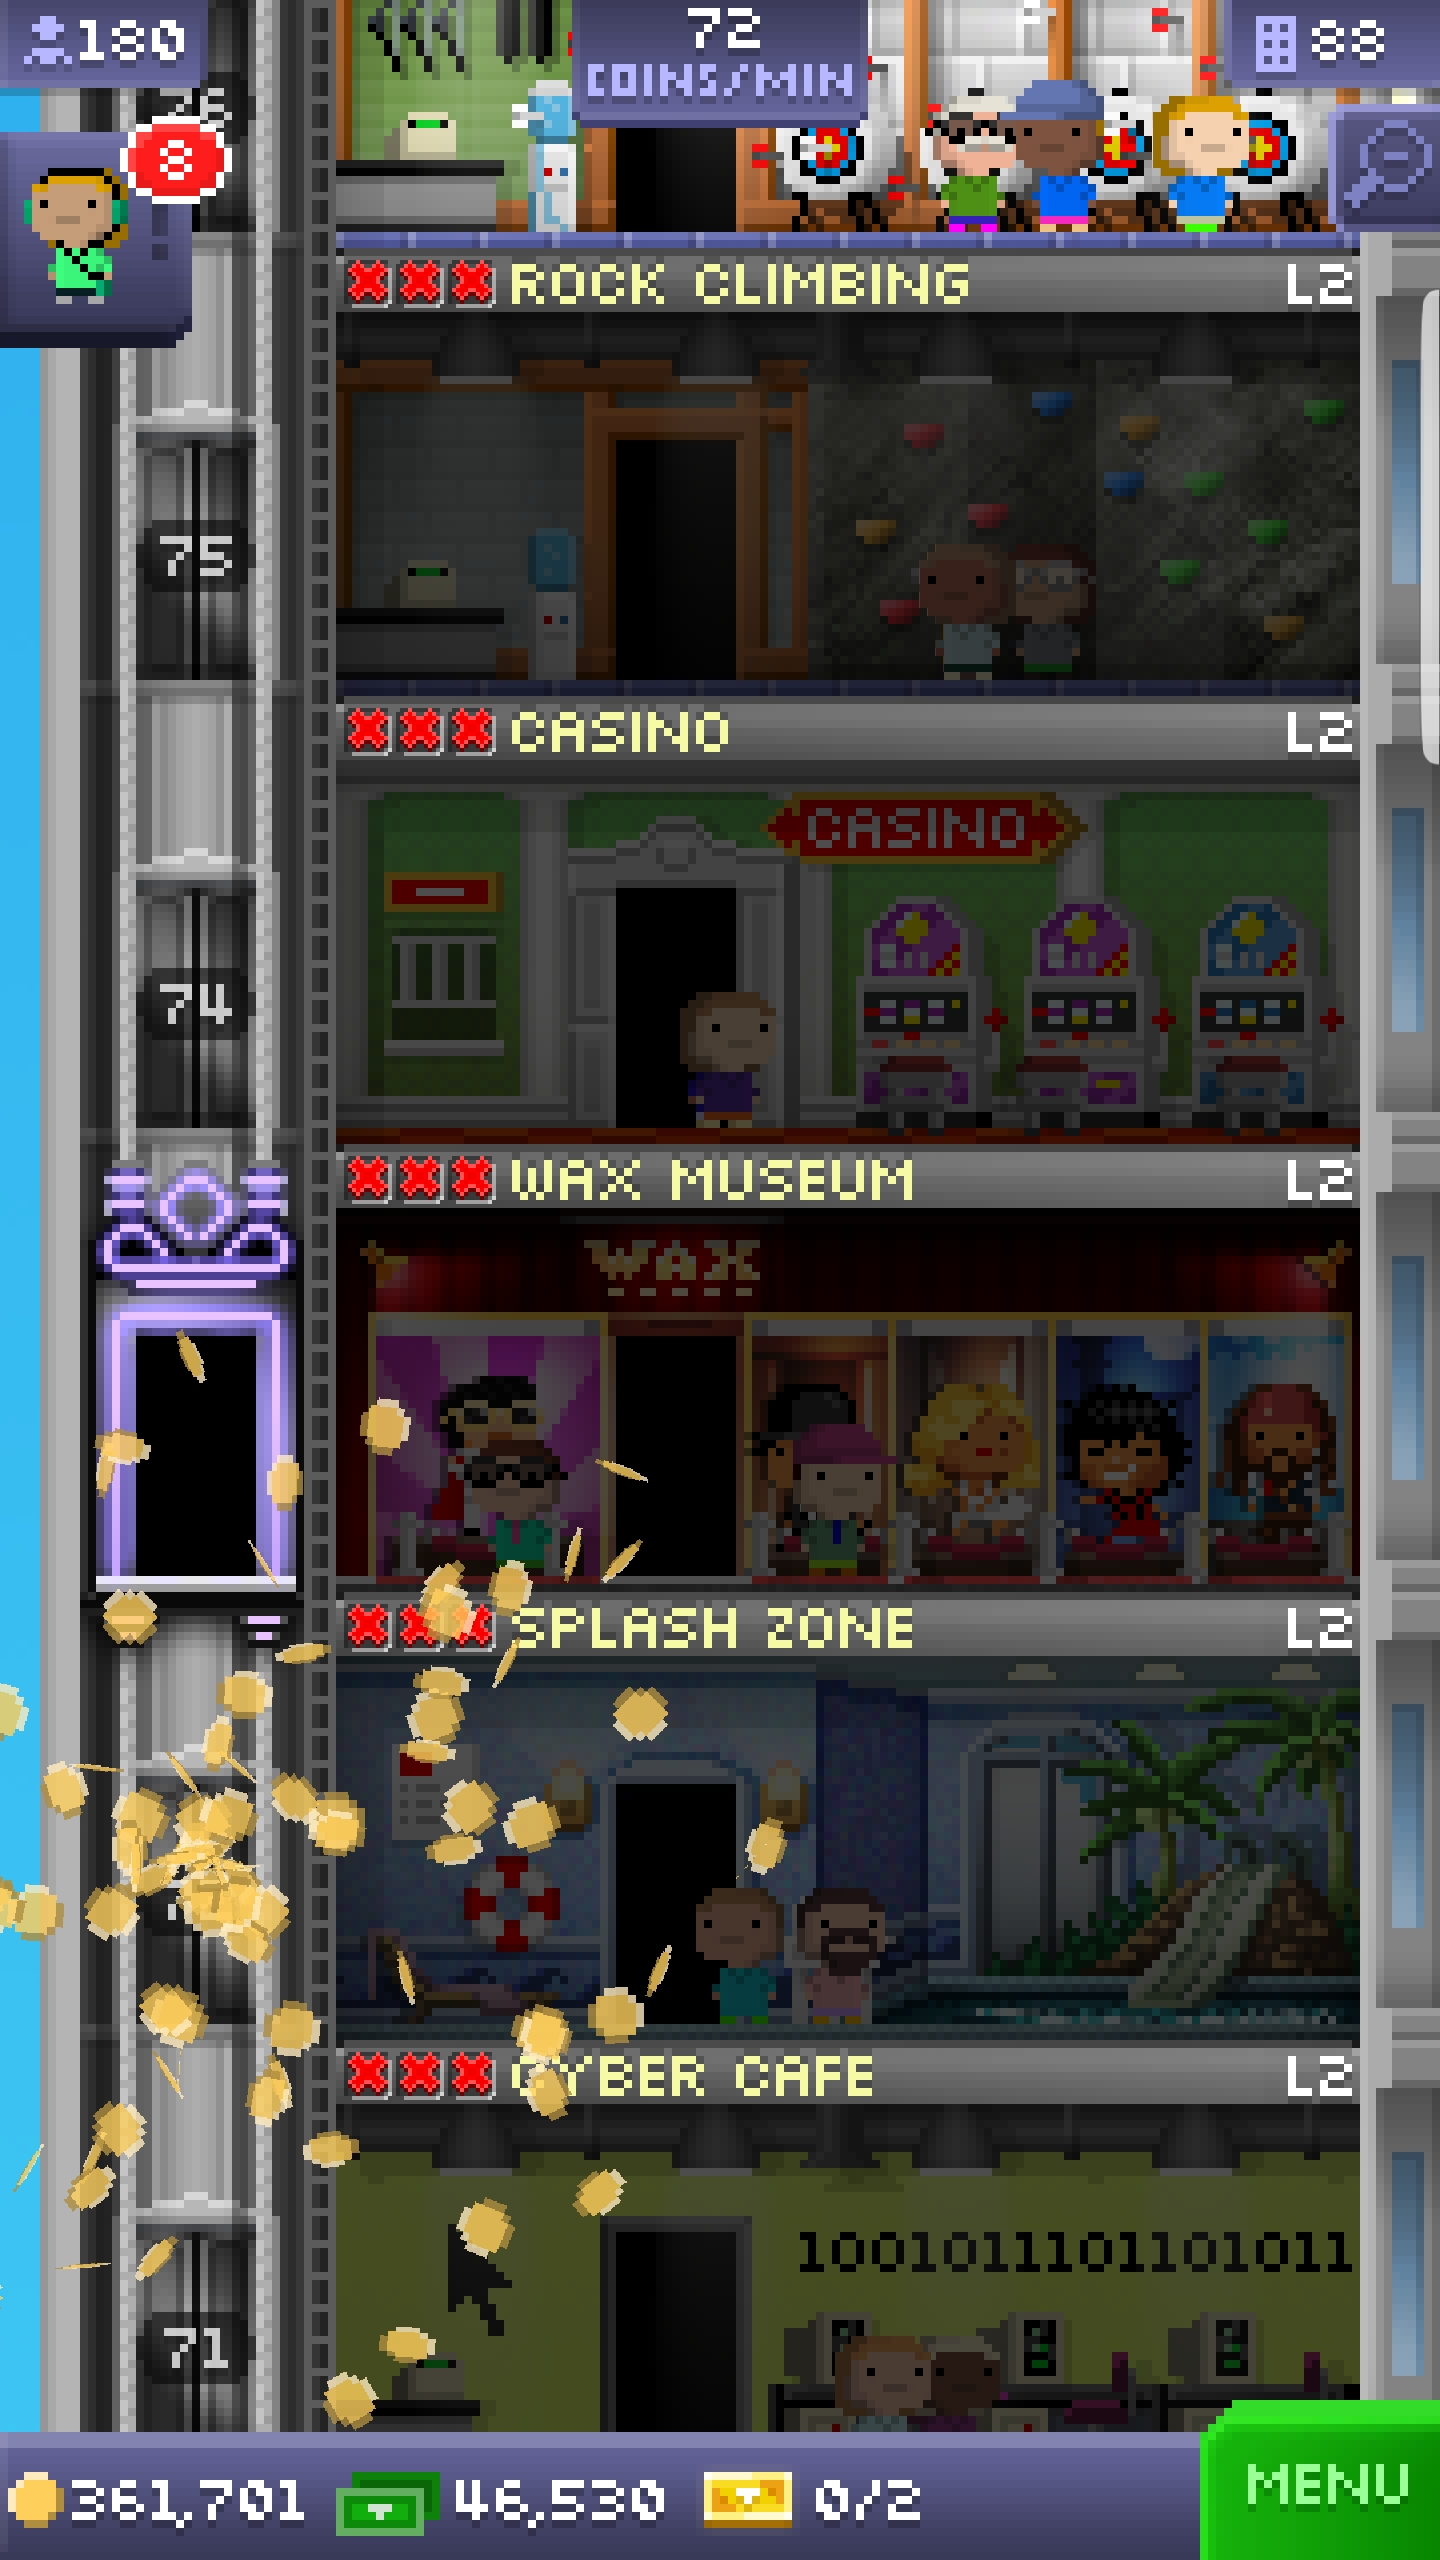 180
72
COINS/MIN
88
8
ROCK CLIMBING L2
75
CASINO L2
CASINO
74
WAX MUSEUM L2
WAX
SPLASH ZONE L2
CYBER CAFE L2
1001011101101011
71
361,701 46,530 0/2
MENU